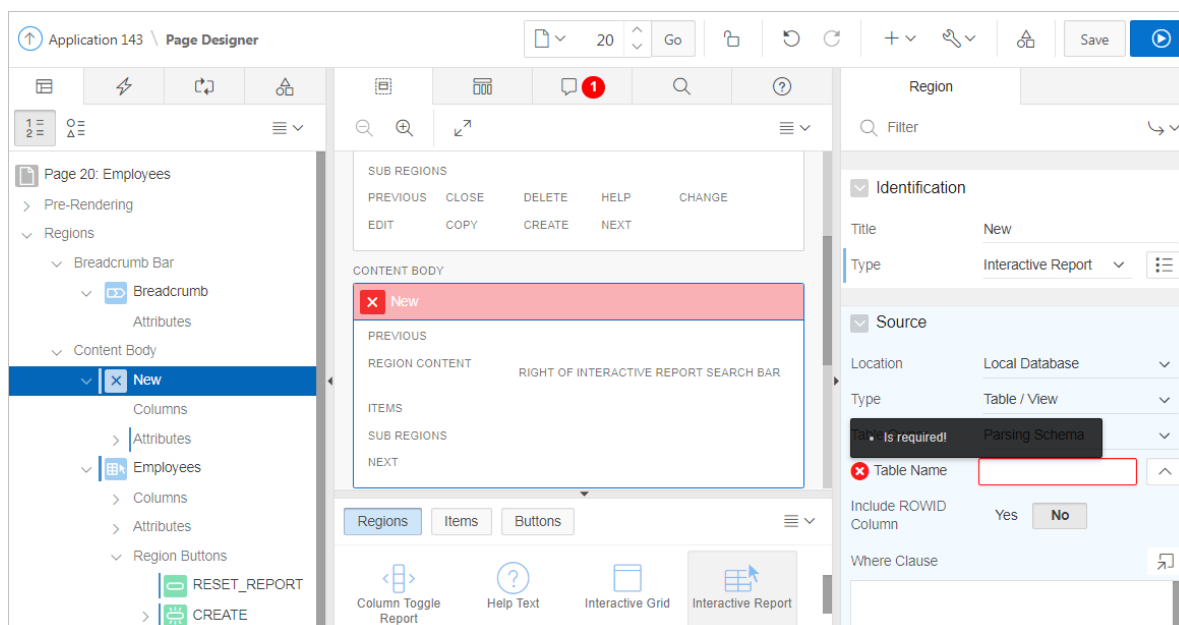 Application 143 \ Page Designer
20
Go
Save
1
2
1
Region
Filter
Page 20: Employees
Pre-Rendering
Regions
Breadcrumb Bar
Breadcrumb
Attributes
Content Body
New
Columns
Attributes
Employees
Columns
Attributes
Region Buttons
RESET_REPORT
CREATE
SUB REGIONS
PREVIOUS CLOSE DELETE HELP CHANGE
EDIT COPY CREATE NEXT
CONTENT BODY
New
PREVIOUS
REGION CONTENT
RIGHT OF INTERACTIVE REPORT SEARCH BAR
ITEMS
SUB REGIONS
NEXT
Regions Items Buttons
Column Toggle
Report
Help Text
Interactive Grid
Interactive Report
Identification
Title New
Type Interactive Report
Source
Location Local Database
Type Table / View
Table Owner Parsing Schema
Is required!
Table Name
Include ROWID
Column
Yes No
Where Clause